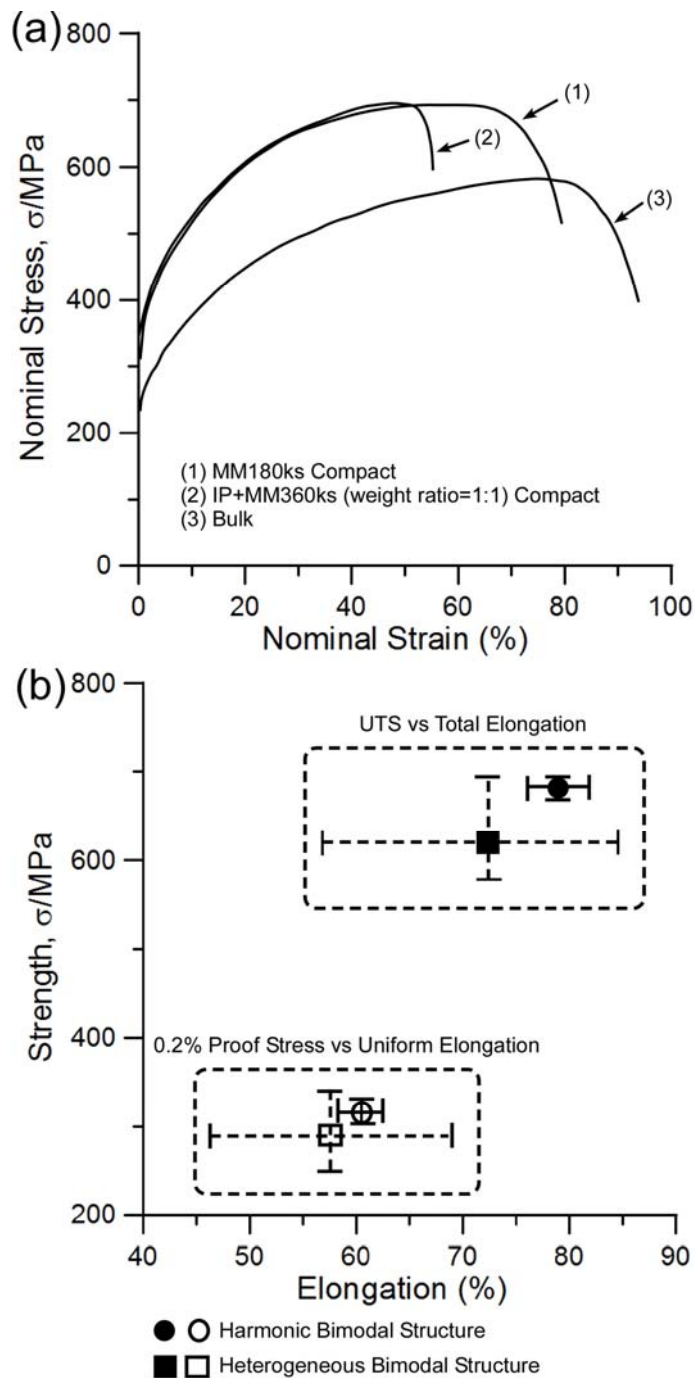 (a)
800
600
400
200
0
Nominal Stress, σ/MPa
(1)
(2)
(3)
(1) MM180ks Compact
(2) IP+MM360ks (weight ratio=1:1) Compact
(3) Bulk
0 20 40 60 80 100
Nominal Strain (%)
(b)
800
600
400
200
Strength, σ/MPa
UTS vs Total Elongation
0.2% Proof Stress vs Uniform Elongation
40 50 60 70 80 90
Elongation (%)
Harmonic Bimodal Structure
Heterogeneous Bimodal Structure